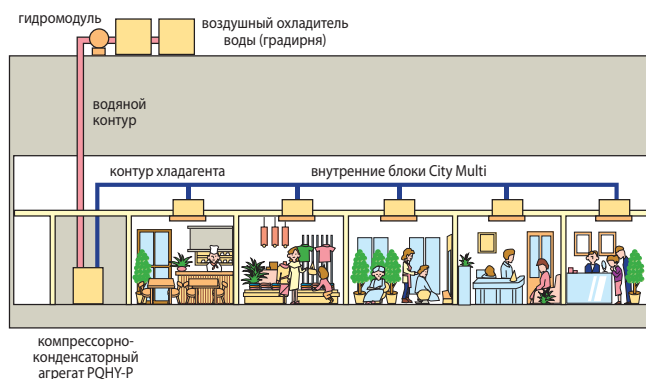 гидромодуль
воздушный охладитель
воды (градирня)
водяной
контур
контур хладагента
внутренние блоки City Multi
компрессорно-
конденсаторный
агрегат PQHY-P